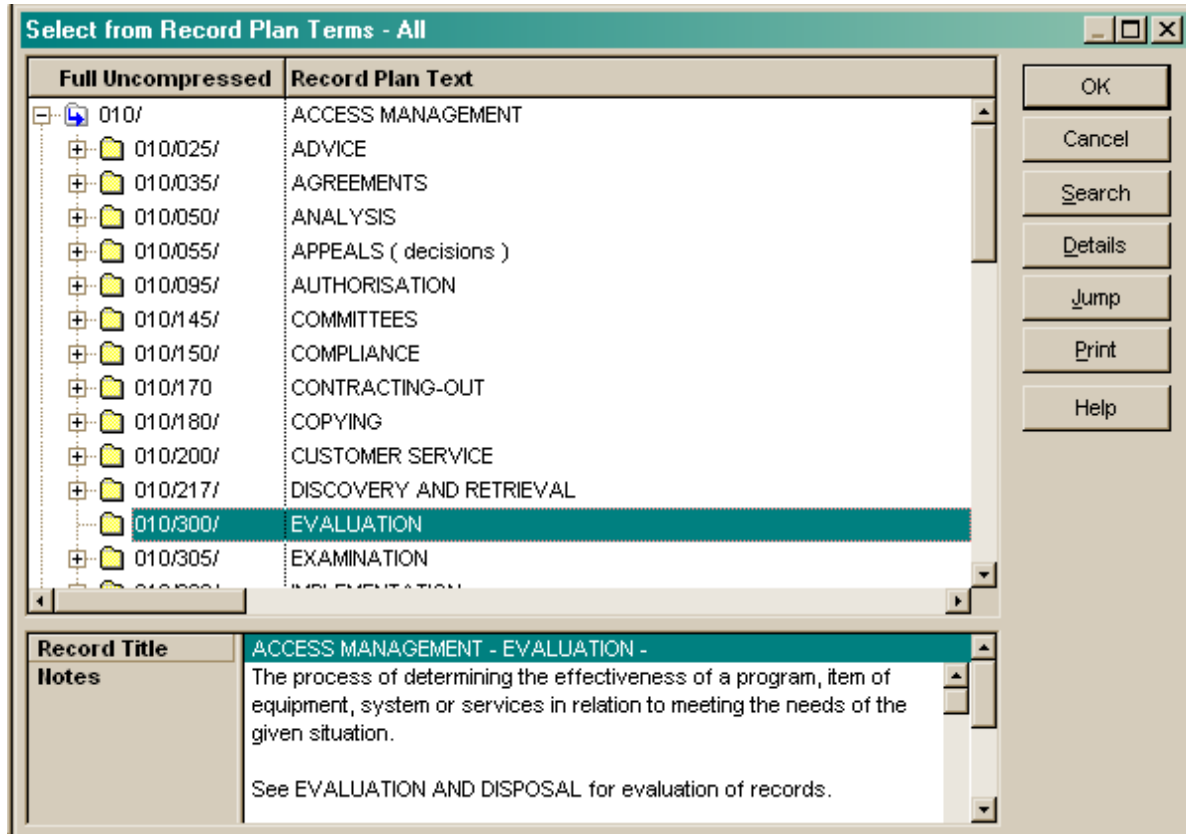 Select from Record Plan Terms - All
Full Uncompressed Record Plan Text
010/ ACCESS MANAGEMENT
010/025/ ADVICE
010/035/ AGREEMENTS
010/050/ ANALYSIS
010/055/ APPEALS ( decisions )
010/095/ AUTHORISATION
010/145/ COMMITTEES
010/150/ COMPLIANCE
010/170 CONTRACTING-OUT
010/180/ COPYING
010/200/ CUSTOMER SERVICE
010/217/ DISCOVERY AND RETRIEVAL
010/300/ EVALUATION
010/305/ EXAMINATION
IMPLEMENTATION
OK
Cancel
Search
Details
Jump
Print
Help
Record Title ACCESS MANAGEMENT - EVALUATION -
Notes The process of determining the effectiveness of a program, item of
equipment, system or services in relation to meeting the needs of the
given situation.
See EVALUATION AND DISPOSAL for evaluation of records.